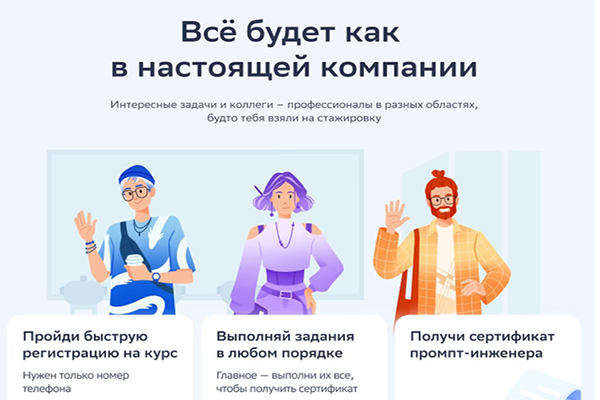 Всё будет как
в настоящей компании
Интересные задачи и коллеги – профессионалы в разных областях,
будто тебя взяли на стажировку
Пройди быструю
регистрацию на курс
Нужен только номер
телефона
Выполняй задания
в любом порядке
Главное — выполни их все,
чтобы получить сертификат
Получи сертификат
промпт-инженера